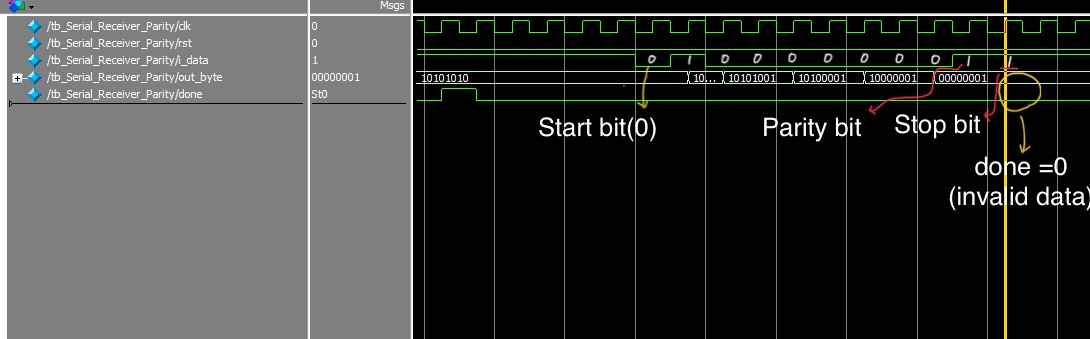 Msgs
/tb_Serial_Receiver_Parity/clk 0
/tb_Serial_Receiver_Parity/rst 0
/tb_Serial_Receiver_Parity/i_data 1 0 1 0 0 0 0 0 0 0 1 1
/tb_Serial_Receiver_Parity/out_byte 00000001 10101010 10... 10101001 10100001 10000001 00000001
/tb_Serial_Receiver_Parity/done St0
Start bit(0) Parity bit Stop bit
done =0
(invalid data)